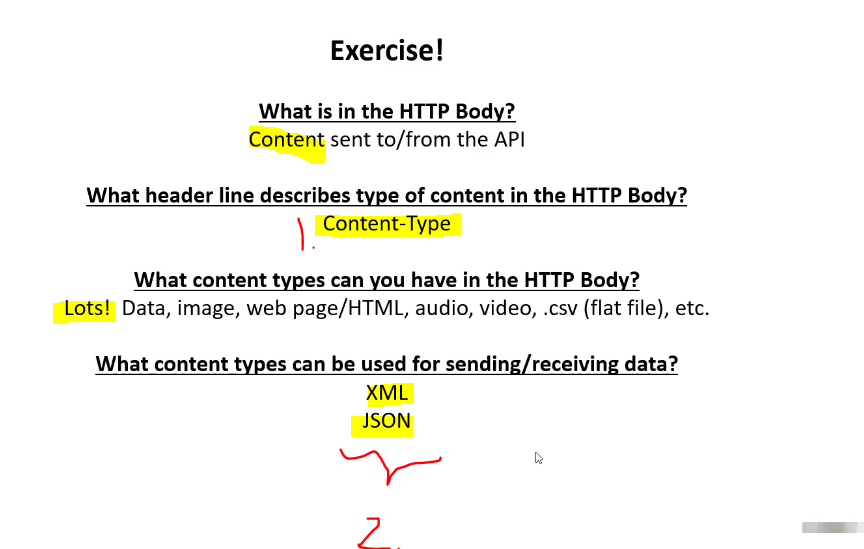 Exercise!
What is in the HTTP Body?
Content sent to/from the API
What header line describes type of content in the HTTP Body?
1. Content-Type
What content types can you have in the HTTP Body?
Lots! Data, image, web page/HTML, audio, video, .csv (flat file), etc.
What content types can be used for sending/receiving data?
XML
JSON
2.